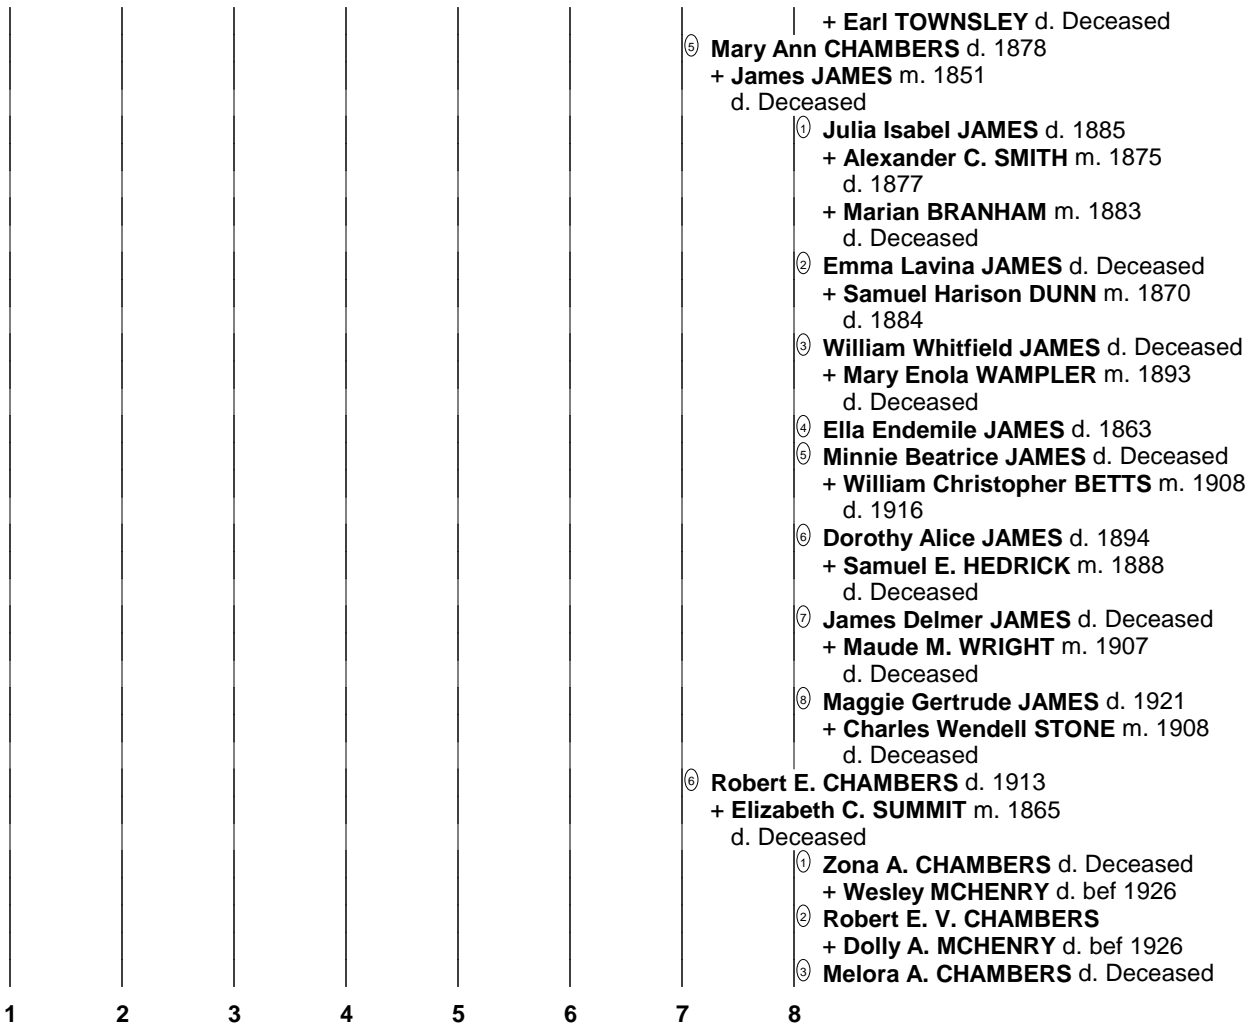 + Earl TOWNSLEY d. Deceased
5 Mary Ann CHAMBERS d. 1878
+ James JAMES m. 1851
d. Deceased
1 Julia Isabel JAMES d. 1885
+ Alexander C. SMITH m. 1875
d. 1877
+ Marian BRANHAM m. 1883
d. Deceased
2 Emma Lavina JAMES d. Deceased
+ Samuel Harison DUNN m. 1870
d. 1884
3 William Whitfield JAMES d. Deceased
+ Mary Enola WAMPLER m. 1893
d. Deceased
4 Ella Endemile JAMES d. 1863
5 Minnie Beatrice JAMES d. Deceased
+ William Christopher BETTS m. 1908
d. 1916
6 Dorothy Alice JAMES d. 1894
+ Samuel E. HEDRICK m. 1888
d. Deceased
7 James Delmer JAMES d. Deceased
+ Maude M. WRIGHT m. 1907
d. Deceased
8 Maggie Gertrude JAMES d. 1921
+ Charles Wendell STONE m. 1908
d. Deceased
6 Robert E. CHAMBERS d. 1913
+ Elizabeth C. SUMMIT m. 1865
d. Deceased
1 Zona A. CHAMBERS d. Deceased
+ Wesley MCHENRY d. bef 1926
2 Robert E. V. CHAMBERS
+ Dolly A. MCHENRY d. bef 1926
3 Melora A. CHAMBERS d. Deceased
1 2 3 4 5 6 7 8